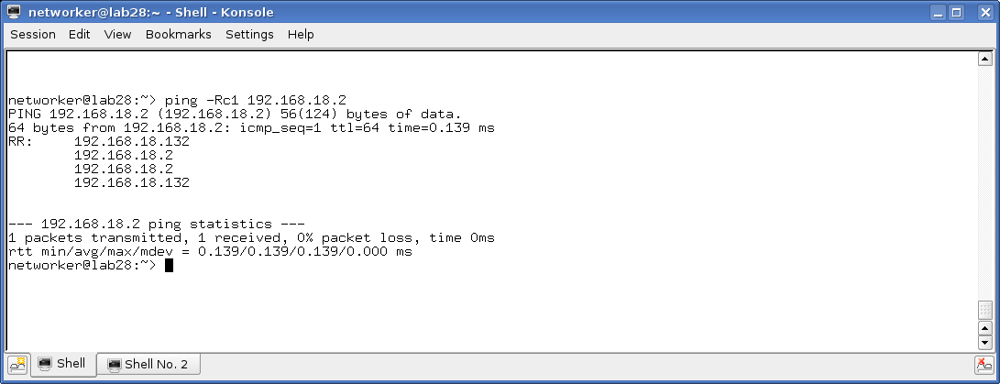 networker@lab28:~ - Shell - Konsole
Session Edit View Bookmarks Settings Help
networker@lab28:~> ping -Rc1 192.168.18.2
PING 192.168.18.2 (192.168.18.2) 56(124) bytes of data.
64 bytes from 192.168.18.2: icmp_seq=1 ttl=64 time=0.139 ms
RR:     192.168.18.132
        192.168.18.2
        192.168.18.2
        192.168.18.132
--- 192.168.18.2 ping statistics ---
1 packets transmitted, 1 received, 0% packet loss, time 0ms
rtt min/avg/max/mdev = 0.139/0.139/0.139/0.000 ms
networker@lab28:~>
Shell Shell No. 2